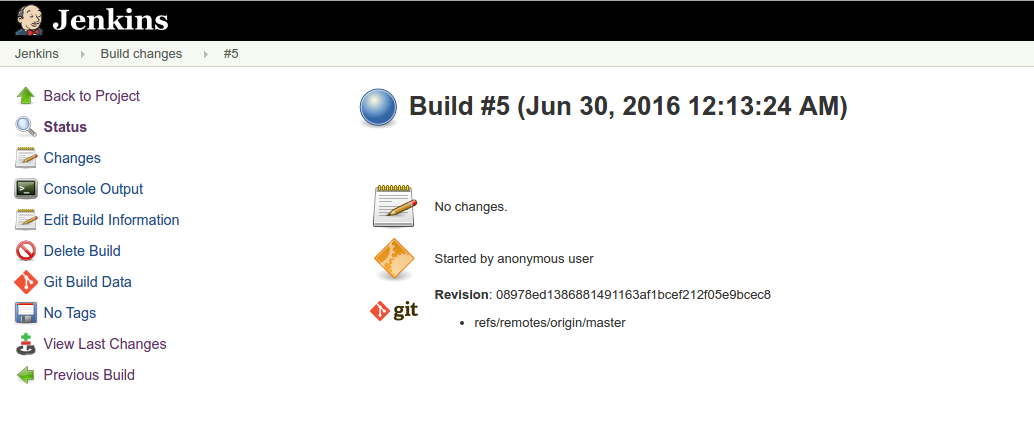 Jenkins
Jenkins Build changes #5
Back to Project
Status
Changes
Console Output
Edit Build Information
Delete Build
Git Build Data
No Tags
View Last Changes
Previous Build
Build #5 (Jun 30, 2016 12:13:24 AM)
No changes.
Started by anonymous user
git
Revision: 08978ed1386881491163af1bcef212f05e9bcec8
refs/remotes/origin/master